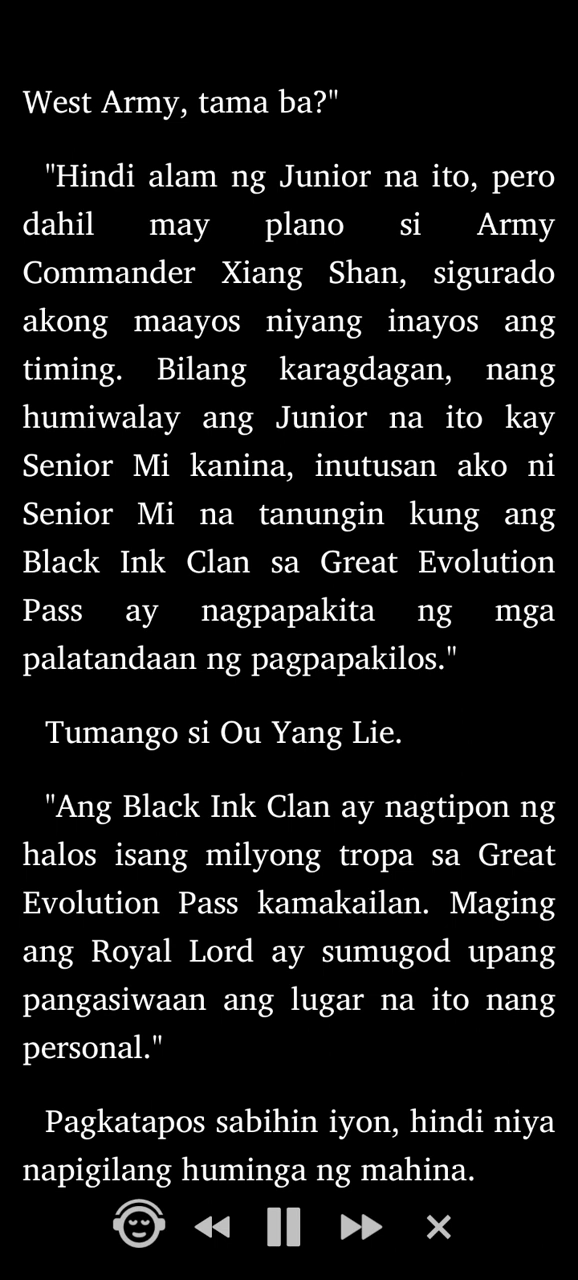 West Army, tama ba?"
"Hindi alam ng Junior na ito, pero
dahil may plano si Army
Commander Xiang Shan, sigurado
akong maayos niyang inayos ang
timing. Bilang karagdagan, nang
humiwalay ang Junior na ito kay
Senior Mi kanina, inutusan ako ni
Senior Mi na tanungin kung ang
Black Ink Clan sa Great Evolution
Pass ay nagpapakita ng mga
palatandaan ng pagpapakilos."
Tumango si Ou Yang Lie.
"Ang Black Ink Clan ay nagtipon ng
halos isang milyong tropa sa Great
Evolution Pass kamakailan. Maging
ang Royal Lord ay sumugod upang
pangasiwaan ang lugar na ito nang
personal."
Pagkatapos sabihin iyon, hindi niya
napigilang huminga ng mahina.